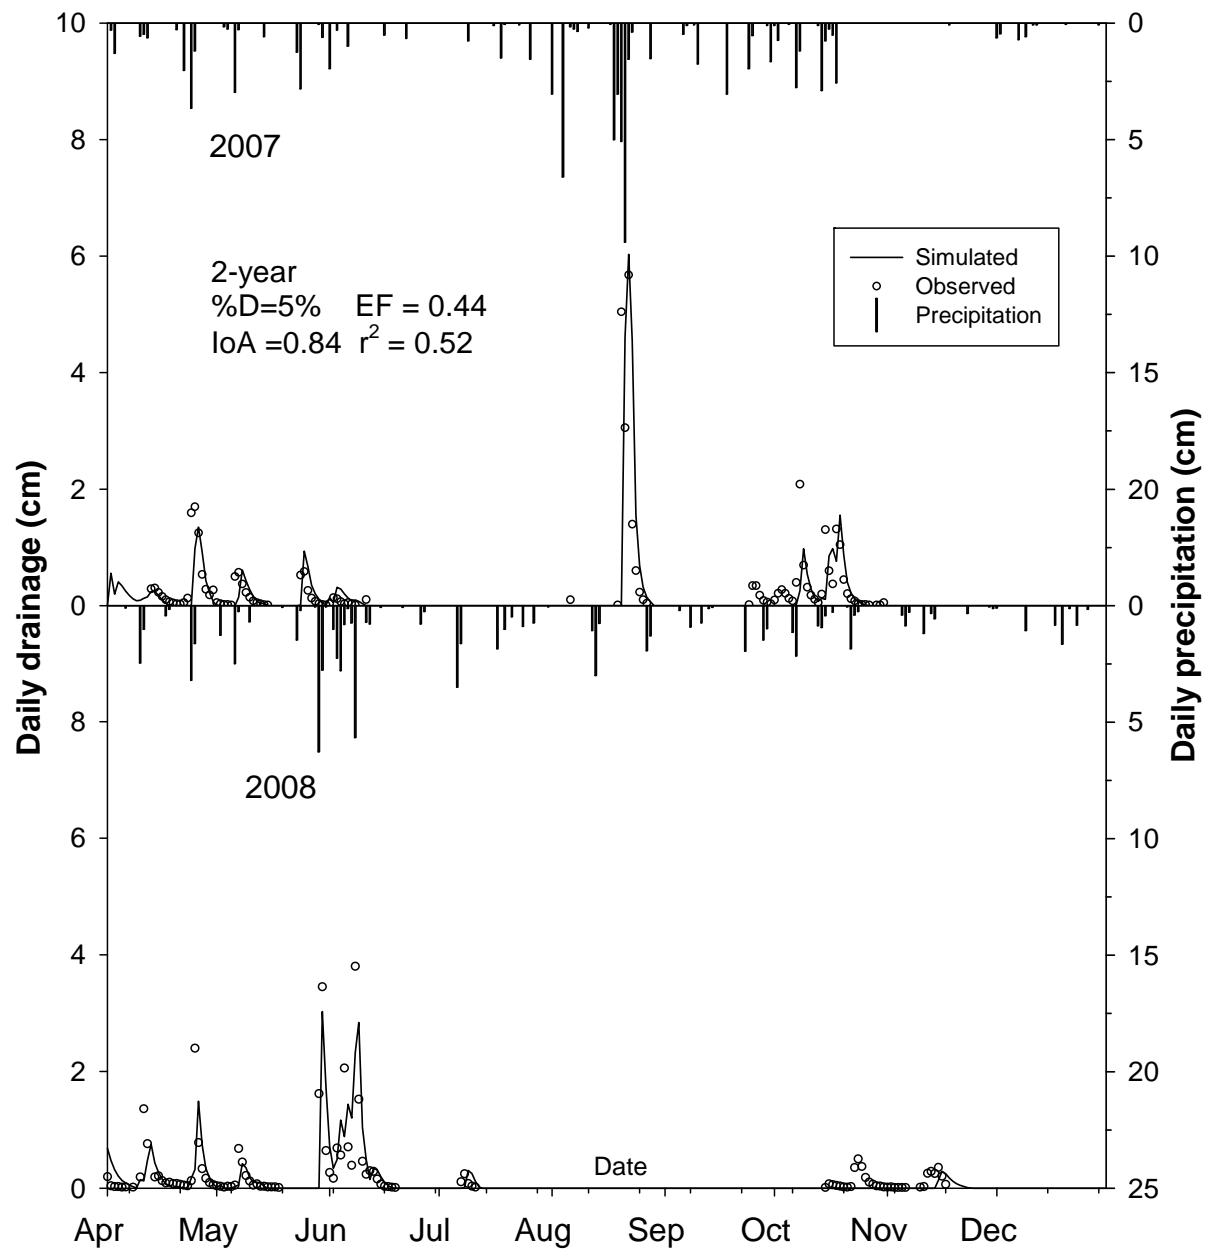 10
8
6
4
2
0
8
6
4
2
0
0
5
10
15
20
0
5
10
15
20
25
2007
2-year
%D=5% EF = 0.44
IoA =0.84 r² = 0.52
Simulated
Observed
Precipitation
2008
Daily drainage (cm)
Daily precipitation (cm)
Date
Apr May Jun Jul Aug Sep Oct Nov Dec